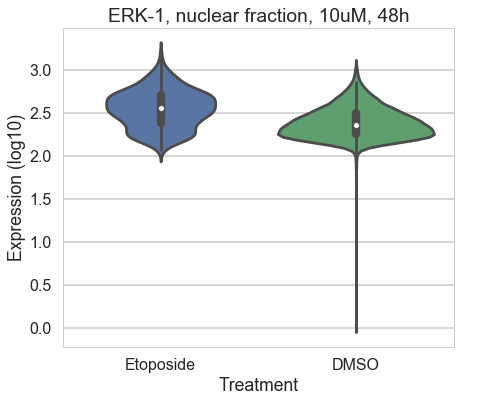 ERK-1, nuclear fraction, 10uM, 48h
Expression (log10)
3.0
2.5
2.0
1.5
1.0
0.5
0.0
Etoposide DMSO
Treatment